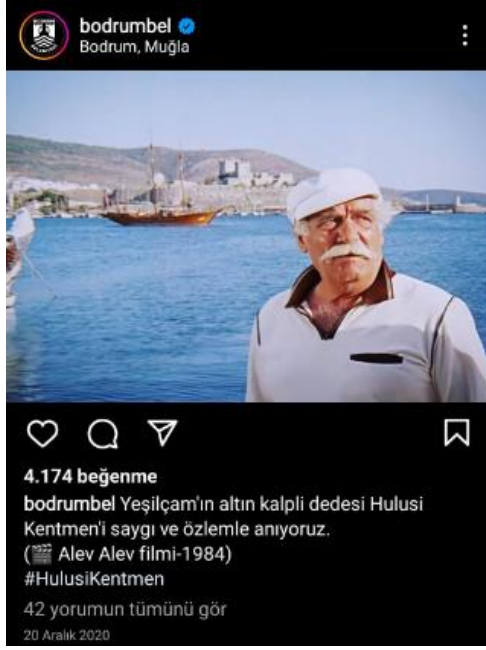 bodrumbel
Bodrum, Muğla
4.174 beğenme
bodrumbel Yeşilçam'ın altın kalpli dedesi Hulusi
Kentmen'i saygı ve özlemle anıyoruz.
(🎬 Alev Alev filmi-1984)
#HulusiKentmen
42 yorumun tümünü gör
20 Aralık 2020